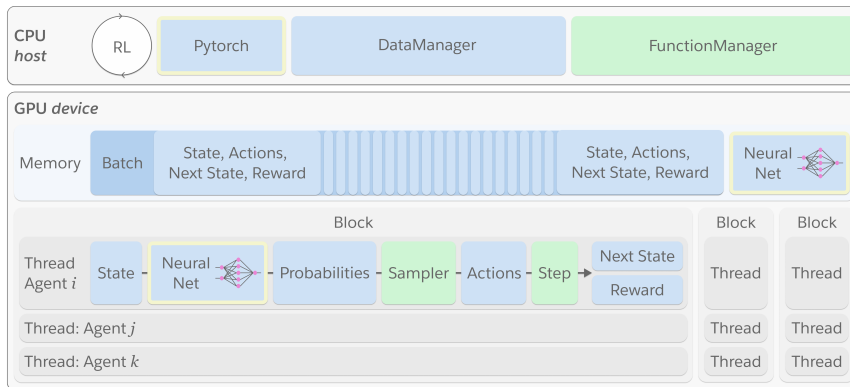 CPU
host
RL
Pytorch
DataManager
FunctionManager
GPU device
Memory
Batch
State, Actions,
Next State, Reward
State, Actions,
Next State, Reward
Neural
Net
Block
Block
Block
Thread
Agent i
State
Neural
Net
Probabilities
Sampler
Actions
Step
Next State
Reward
Thread
Thread
Thread: Agent j
Thread
Thread
Thread: Agent k
Thread
Thread